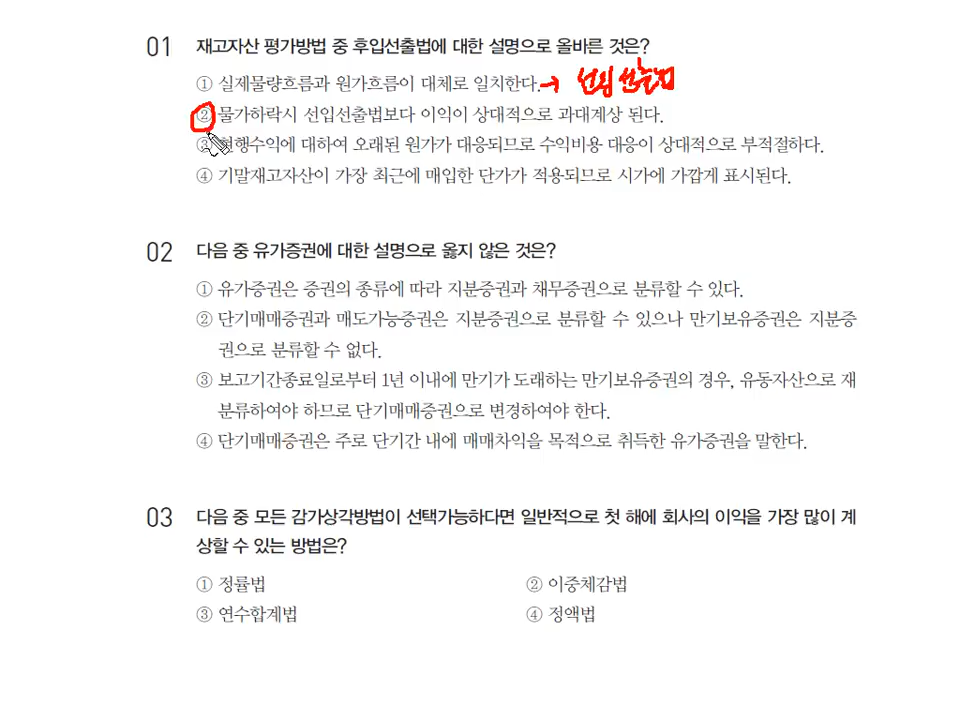 01 재고자산 평가방법 중 후입선출법에 대한 설명으로 올바른 것은?
① 실제물량흐름과 원가흐름이 대체로 일치한다. → 선입선출법
② 물가하락시 선입선출법보다 이익이 상대적으로 과대계상 된다.
③ 현행수익에 대하여 오래된 원가가 대응되므로 수익비용 대응이 상대적으로 부적절하다.
④ 기말재고자산이 가장 최근에 매입한 단가가 적용되므로 시가에 가깝게 표시된다.
02 다음 중 유가증권에 대한 설명으로 옳지 않은 것은?
① 유가증권은 증권의 종류에 따라 지분증권과 채무증권으로 분류할 수 있다.
② 단기매매증권과 매도가능증권은 지분증권으로 분류할 수 있으나 만기보유증권은 지분증
권으로 분류할 수 없다.
③ 보고기간종료일로부터 1년 이내에 만기가 도래하는 만기보유증권의 경우, 유동자산으로 재
분류하여야 하므로 단기매매증권으로 변경하여야 한다.
④ 단기매매증권은 주로 단기간 내에 매매차익을 목적으로 취득한 유가증권을 말한다.
03 다음 중 모든 감가상각방법이 선택가능하다면 일반적으로 첫 해에 회사의 이익을 가장 많이 계
상할 수 있는 방법은?
① 정률법 ② 이중체감법
③ 연수합계법 ④ 정액법